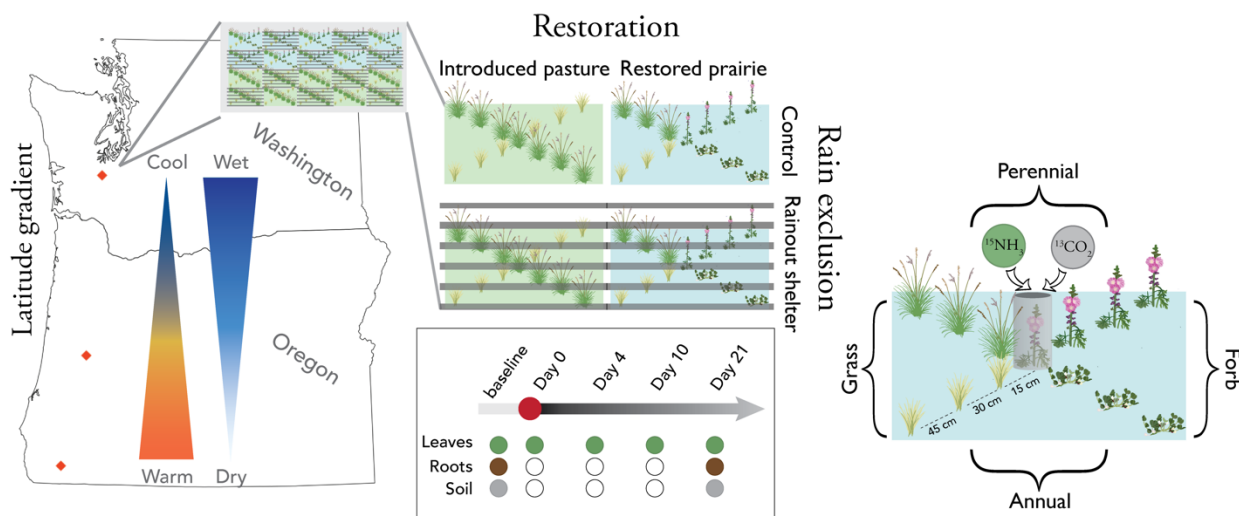 Restoration
Introduced pasture
Restored prairie
Control
Rainout shelter
Rain exclusion
Latitude gradient
Washington
Oregon
Cool
Wet
Warm
Dry
baseline
Day 0
Day 4
Day 10
Day 21
Leaves
Roots
Soil
Perennial
¹⁵NH₃
¹³CO₂
Grass
Forb
45 cm
30 cm
15 cm
Annual